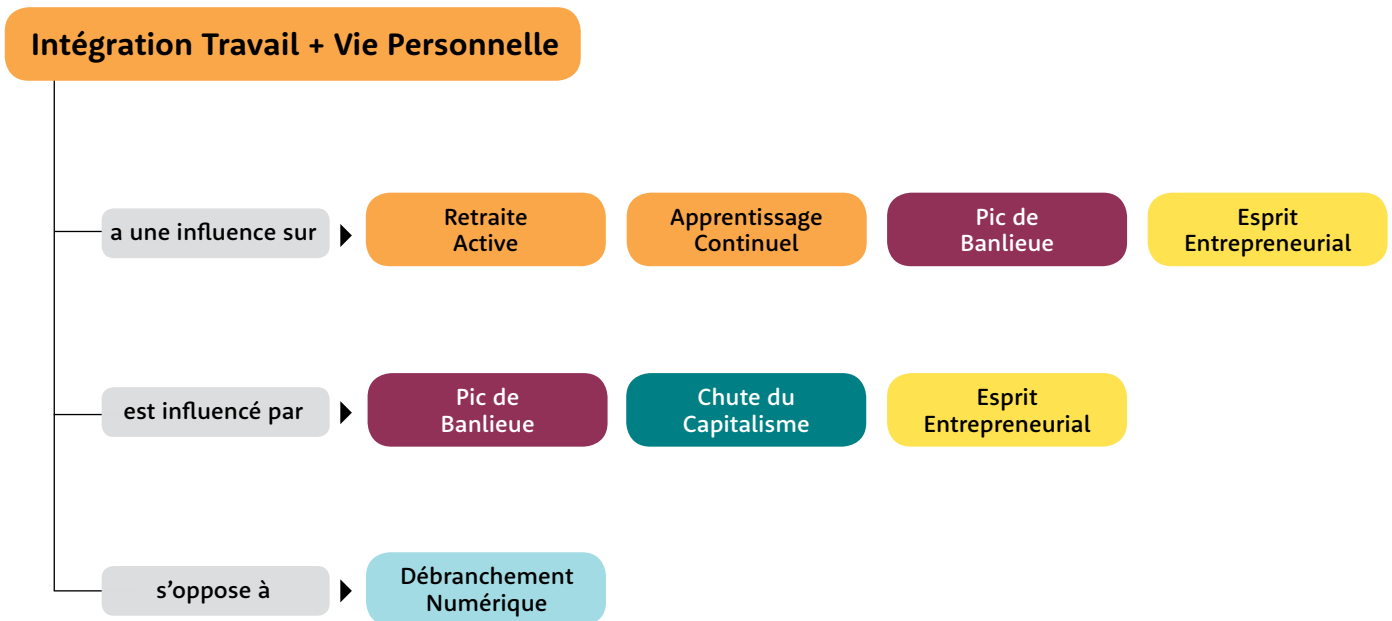 Intégration Travail + Vie Personnelle
a une influence sur
Retraite
Active
Apprentissage
Continuel
Pic de
Banlieue
Esprit
Entrepreneurial
est influencé par
Pic de
Banlieue
Chute du
Capitalisme
Esprit
Entrepreneurial
s'oppose à
Débranchement
Numérique